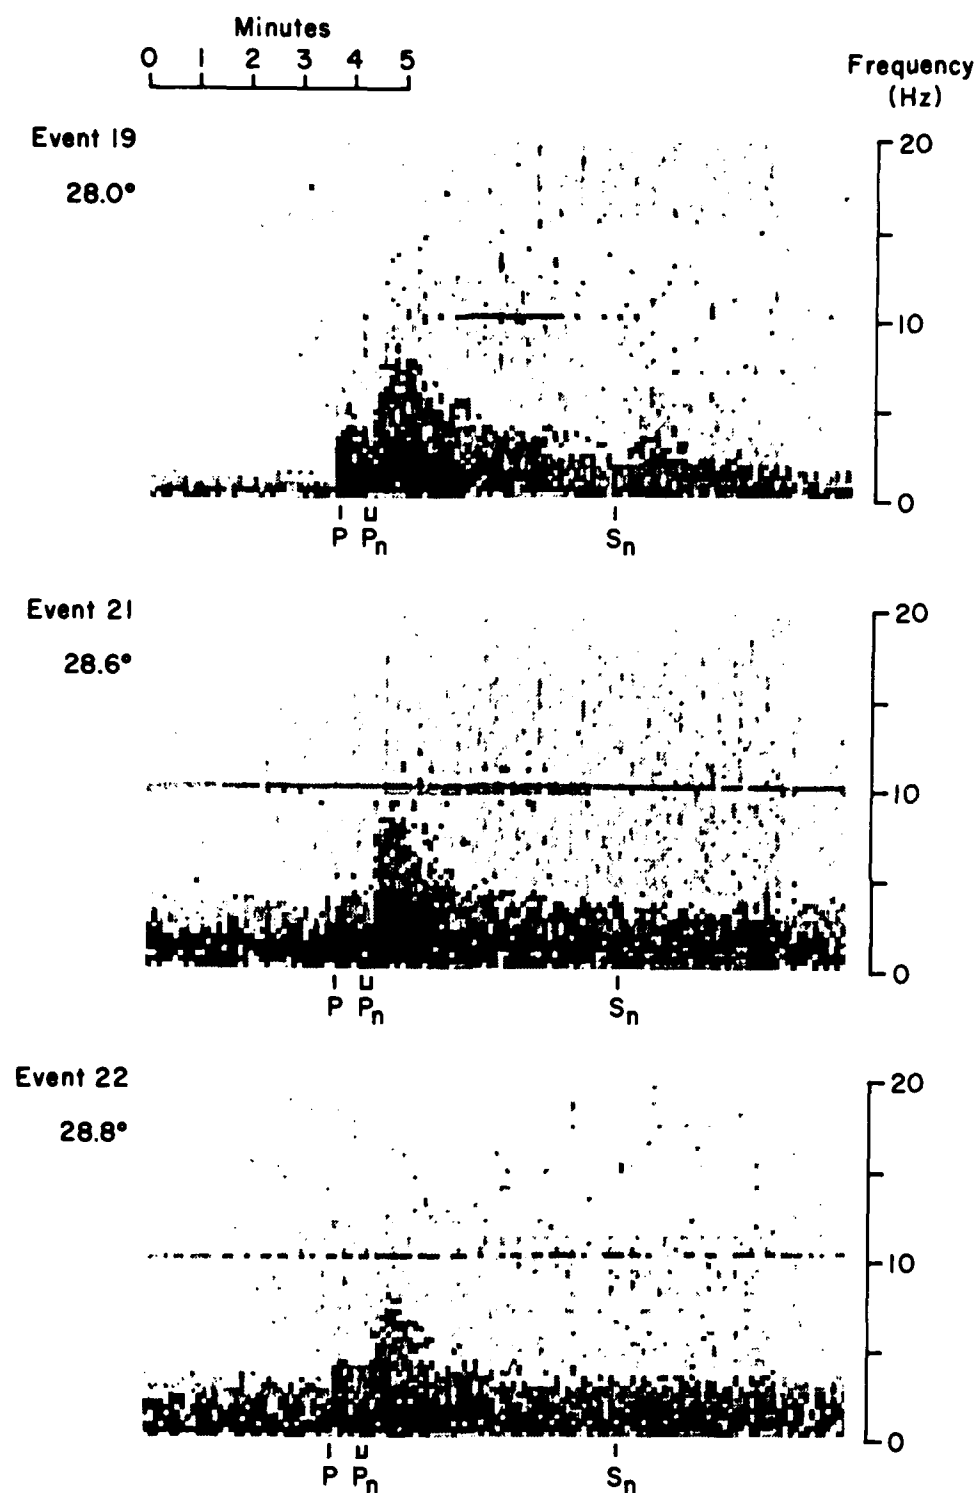 Minutes
0 1 2 3 4 5
Frequency
(Hz)
Event 19
28.0°
20
10
0
P Pn Sn
Event 21
28.6°
20
10
0
P Pn Sn
Event 22
28.8°
20
10
0
P Pn Sn